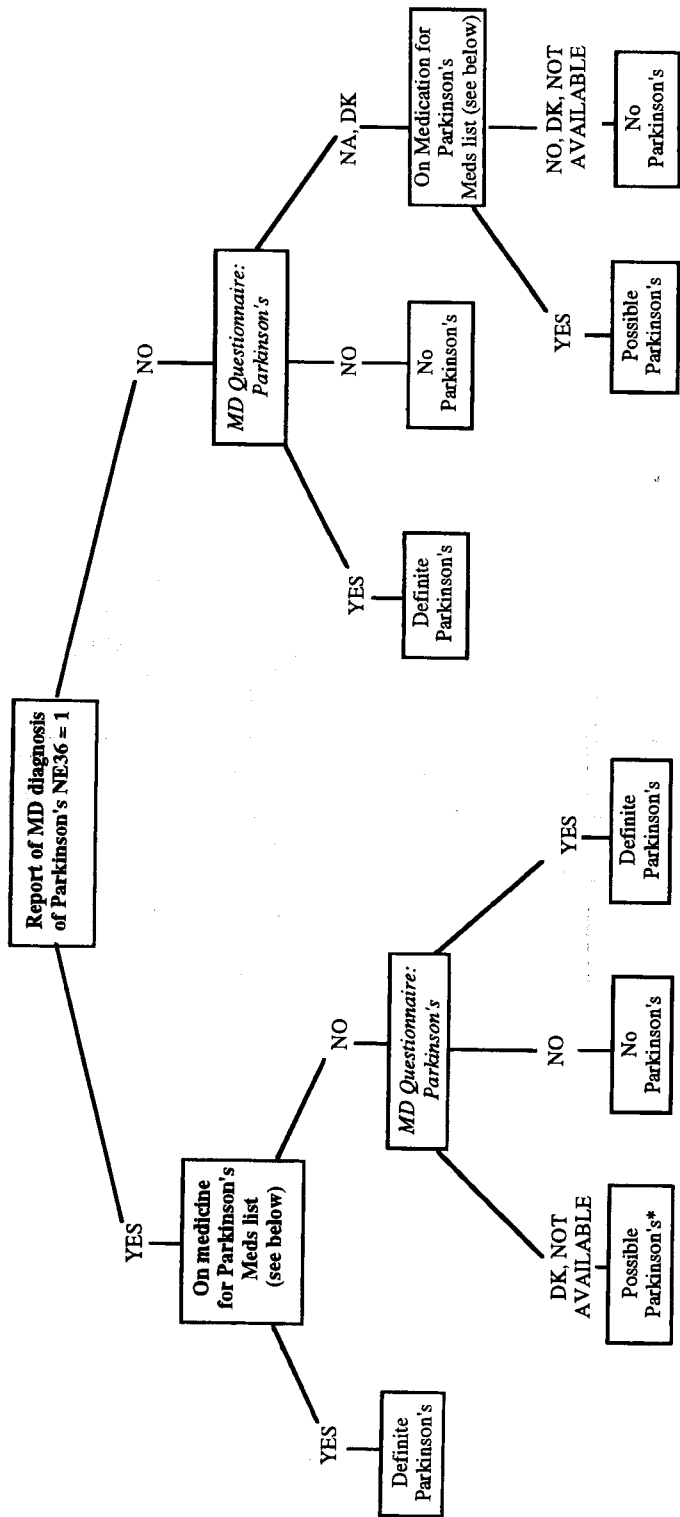 Report of MD diagnosis
of Parkinson's NE36 = 1
YES
NO
On medicine
for Parkinson's
Meds list
(see below)
MD Questionnaire:
Parkinson's
YES
NO
YES
NO
NA, DK
Definite
Parkinson's
MD Questionnaire:
Parkinson's
Definite
Parkinson's
No
Parkinson's
On Medication for
Parkinson's
Meds list (see below)
DK, NOT
AVAILABLE
NO
YES
YES
NO, DK, NOT
AVAILABLE
Possible
Parkinson's*
No
Parkinson's
Definite
Parkinson's
Possible
Parkinson's
No
Parkinson's